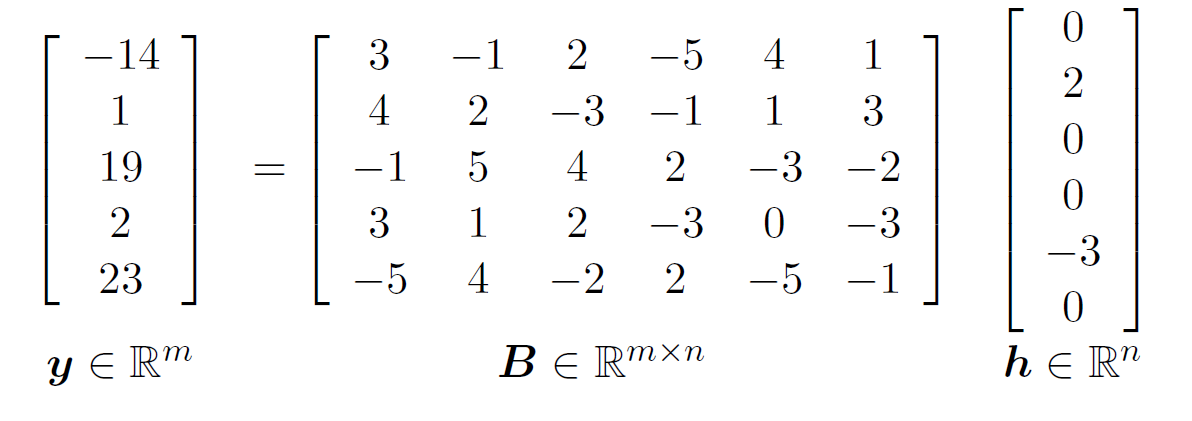 [ −14 1 19 2 23 ] = [ 3 −1 2 −5 4 1
4 2 −3 −1 1 3
−1 5 4 2 −3 −2
3 1 2 −3 0 −3
−5 4 −2 2 −5 −1 ] [ 0 2 0 0 −3 0 ]
y ∈ ℝ^m B ∈ ℝ^{m×n} h ∈ ℝ^n